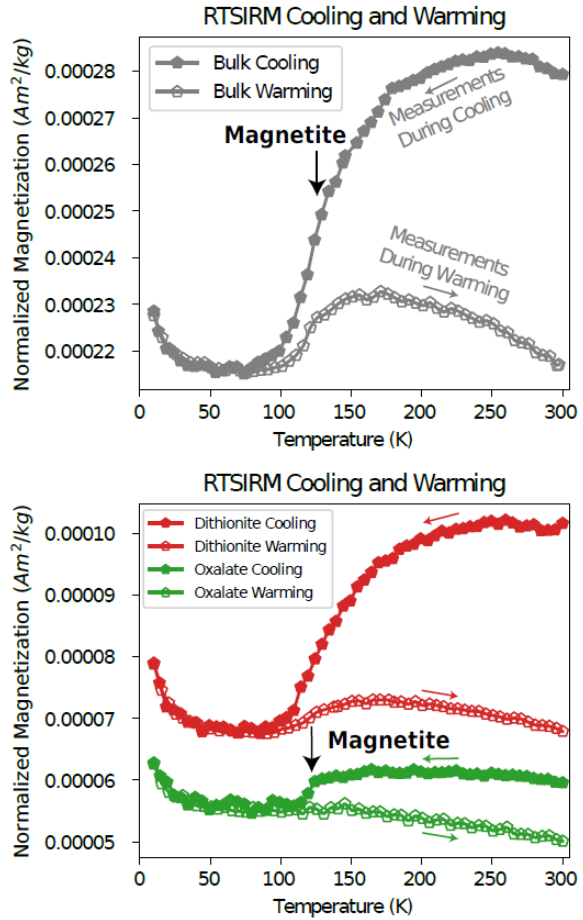 RTSIRM Cooling and Warming
Normalized Magnetization (Am²/kg)
0.00028
0.00027
0.00026
0.00025
0.00024
0.00023
0.00022
Bulk Cooling
Bulk Warming
Magnetite
Measurements
During Cooling
Measurements
During Warming
0 50 100 150 200 250 300
Temperature (K)
RTSIRM Cooling and Warming
Normalized Magnetization (Am²/kg)
0.00010
0.00009
0.00008
0.00007
0.00006
0.00005
Dithionite Cooling
Dithionite Warming
Oxalate Cooling
Oxalate Warming
Magnetite
0 50 100 150 200 250 300
Temperature (K)